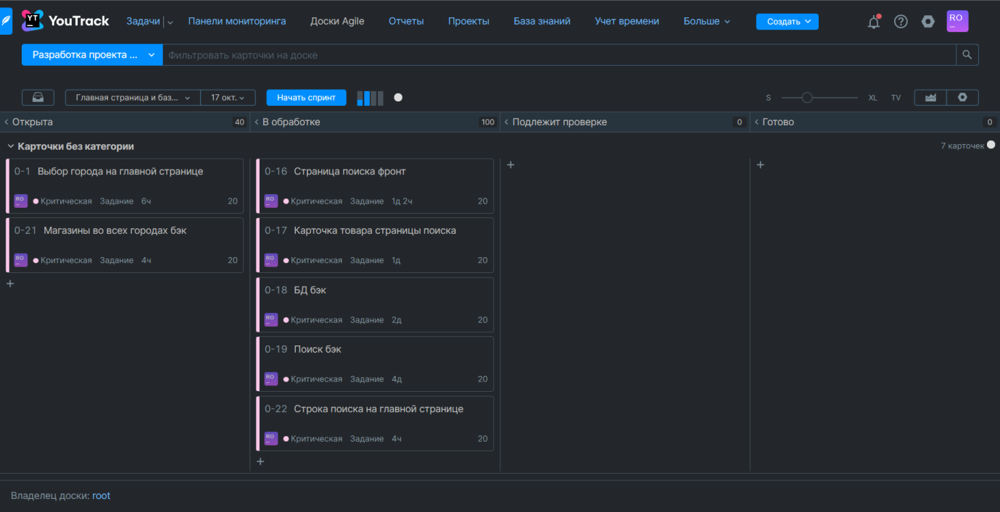 YT YouTrack Задачи Панели мониторинга Доски Agile Отчеты Проекты База знаний Учет времени Больше Создать RO
Разработка проекта ... Фильтровать карточки на доске
Главная страница и баз... 17 окт. Начать спринт S XL TV
Открыта 40 В обработке 100 Подлежит проверке 0 Готово 0
Карточки без категории 7 карточек
0-1 Выбор города на главной странице
RO Критическая Задание 6ч 20
0-21 Магазины во всех городах бэк
RO Критическая Задание 4ч 20
0-16 Страница поиска фронт
RO Критическая Задание 1д 2ч 20
0-17 Карточка товара страницы поиска
RO Критическая Задание 1д 20
0-18 БД бэк
RO Критическая Задание 2д 20
0-19 Поиск бэк
RO Критическая Задание 4д 20
0-22 Строка поиска на главной странице
RO Критическая Задание 4ч 20
Владелец доски: root